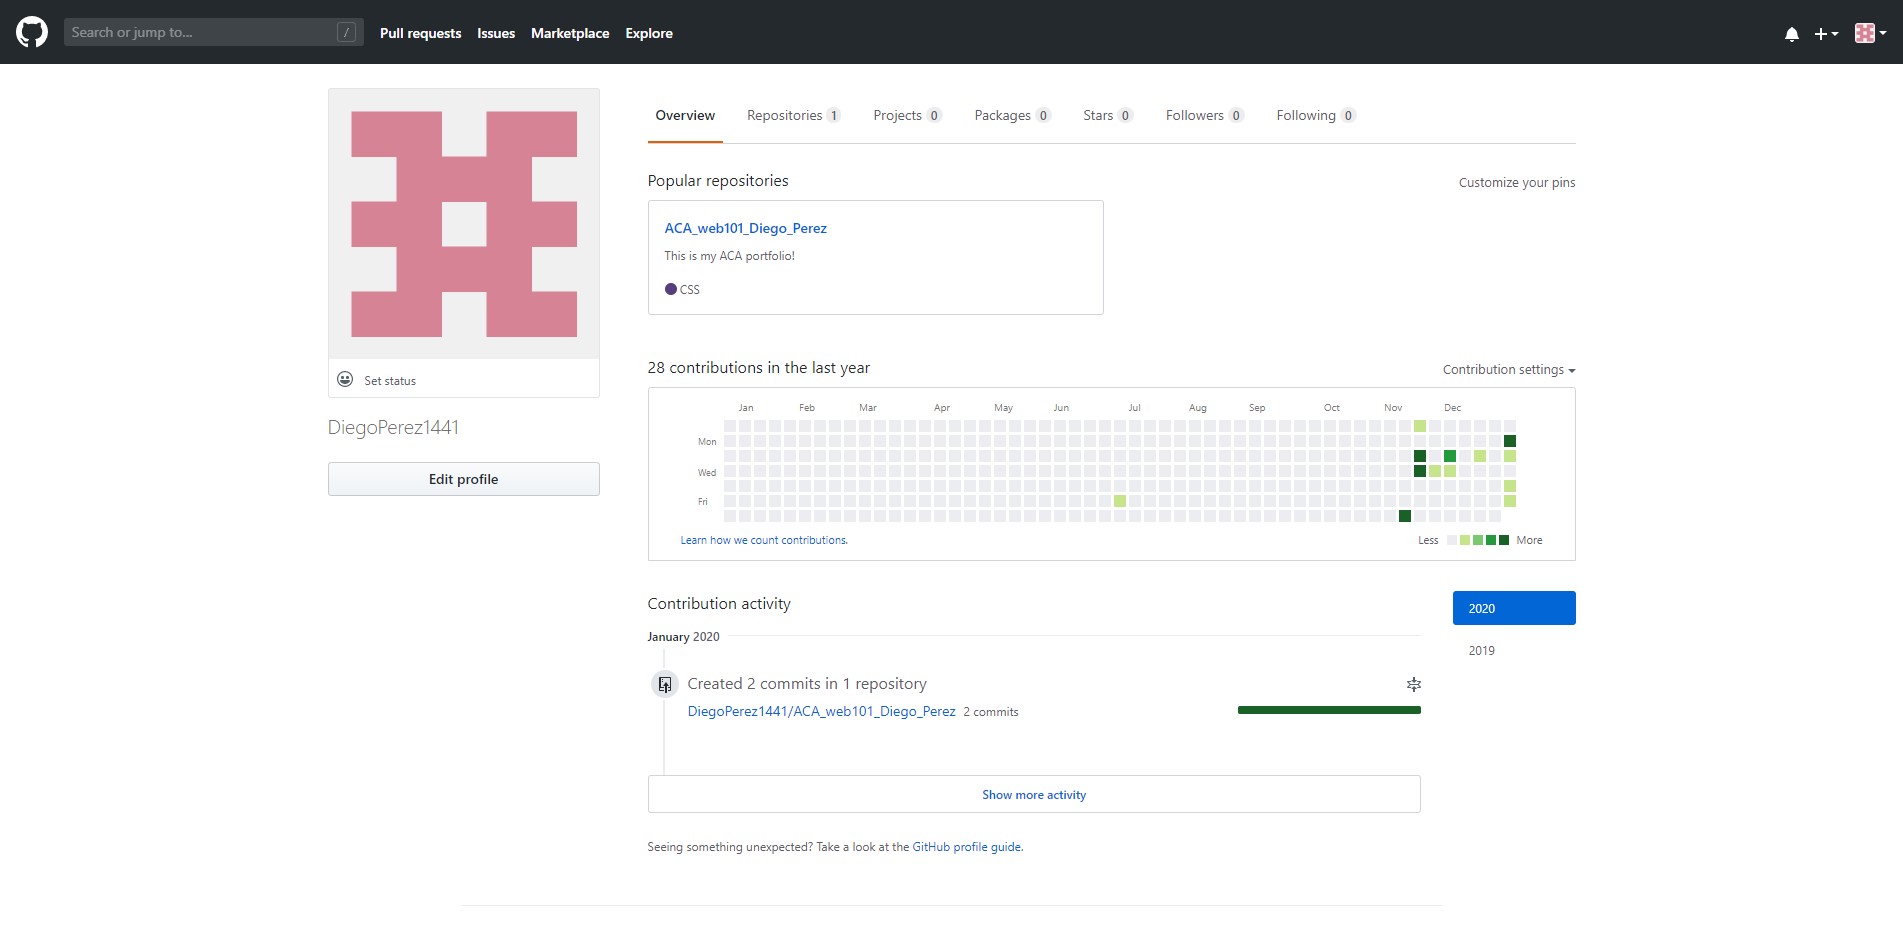 Search or jump to... / Pull requests Issues Marketplace Explore
Overview Repositories 1 Projects 0 Packages 0 Stars 0 Followers 0 Following 0
Set status
DiegoPerez1441
Edit profile
Popular repositories Customize your pins
ACA_web101_Diego_Perez
This is my ACA portfolio!
CSS
28 contributions in the last year Contribution settings
Jan Feb Mar Apr May Jun Jul Aug Sep Oct Nov Dec
Mon
Wed
Fri
Learn how we count contributions. Less More
Contribution activity
2020
2019
January 2020
Created 2 commits in 1 repository
DiegoPerez1441/ACA_web101_Diego_Perez 2 commits
Show more activity
Seeing something unexpected? Take a look at the GitHub profile guide.